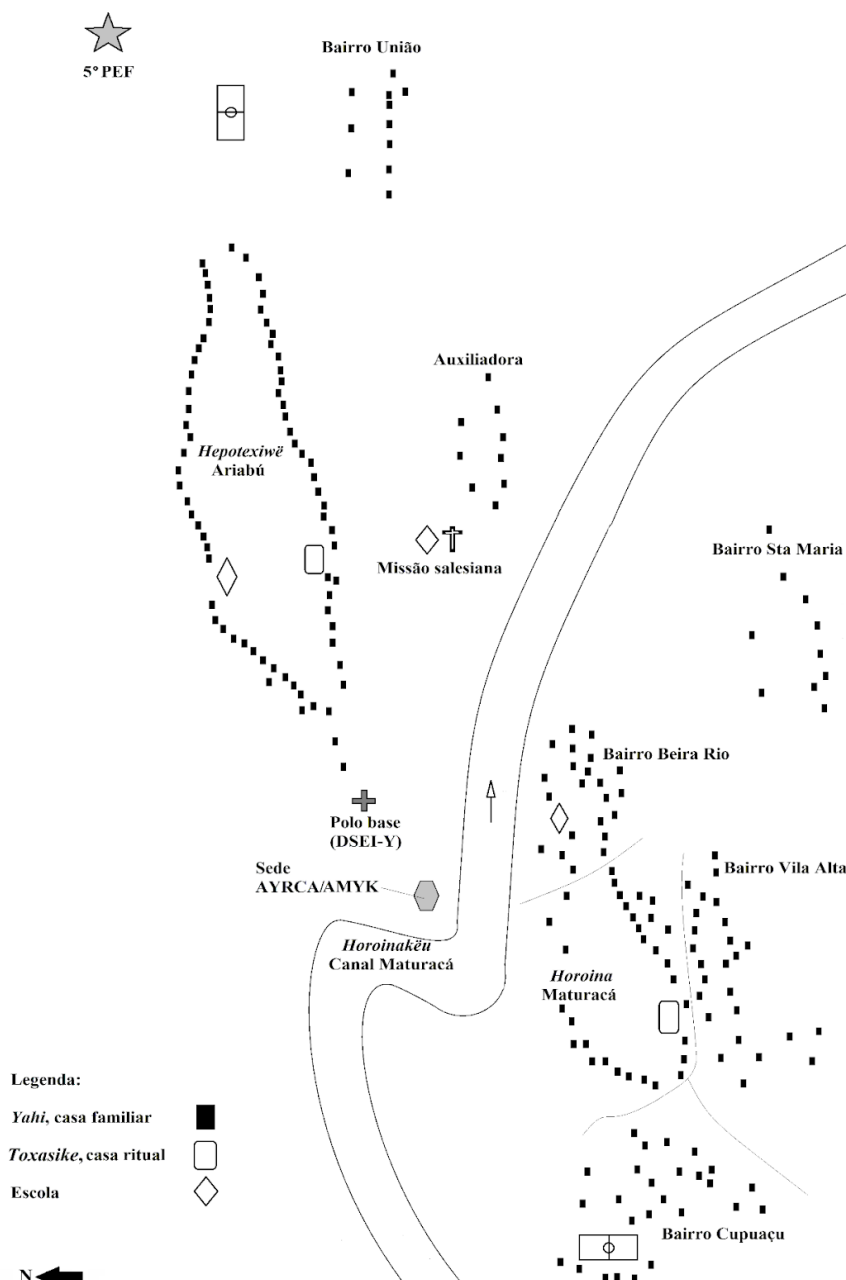 5º PEF
Bairro União
Auxiliadora
Hepotexiwë
Ariabú
Missão salesiana
Bairro Sta Maria
Bairro Beira Rio
Polo base
(DSEI-Y)
Sede
AYRCA/AMYK
Bairro Vila Alta
Horoinakëu
Canal Maturacá
Horoina
Maturacá
Legenda:
Yahi, casa familiar
Toxasike, casa ritual
Escola
Bairro Cupuaçu
N